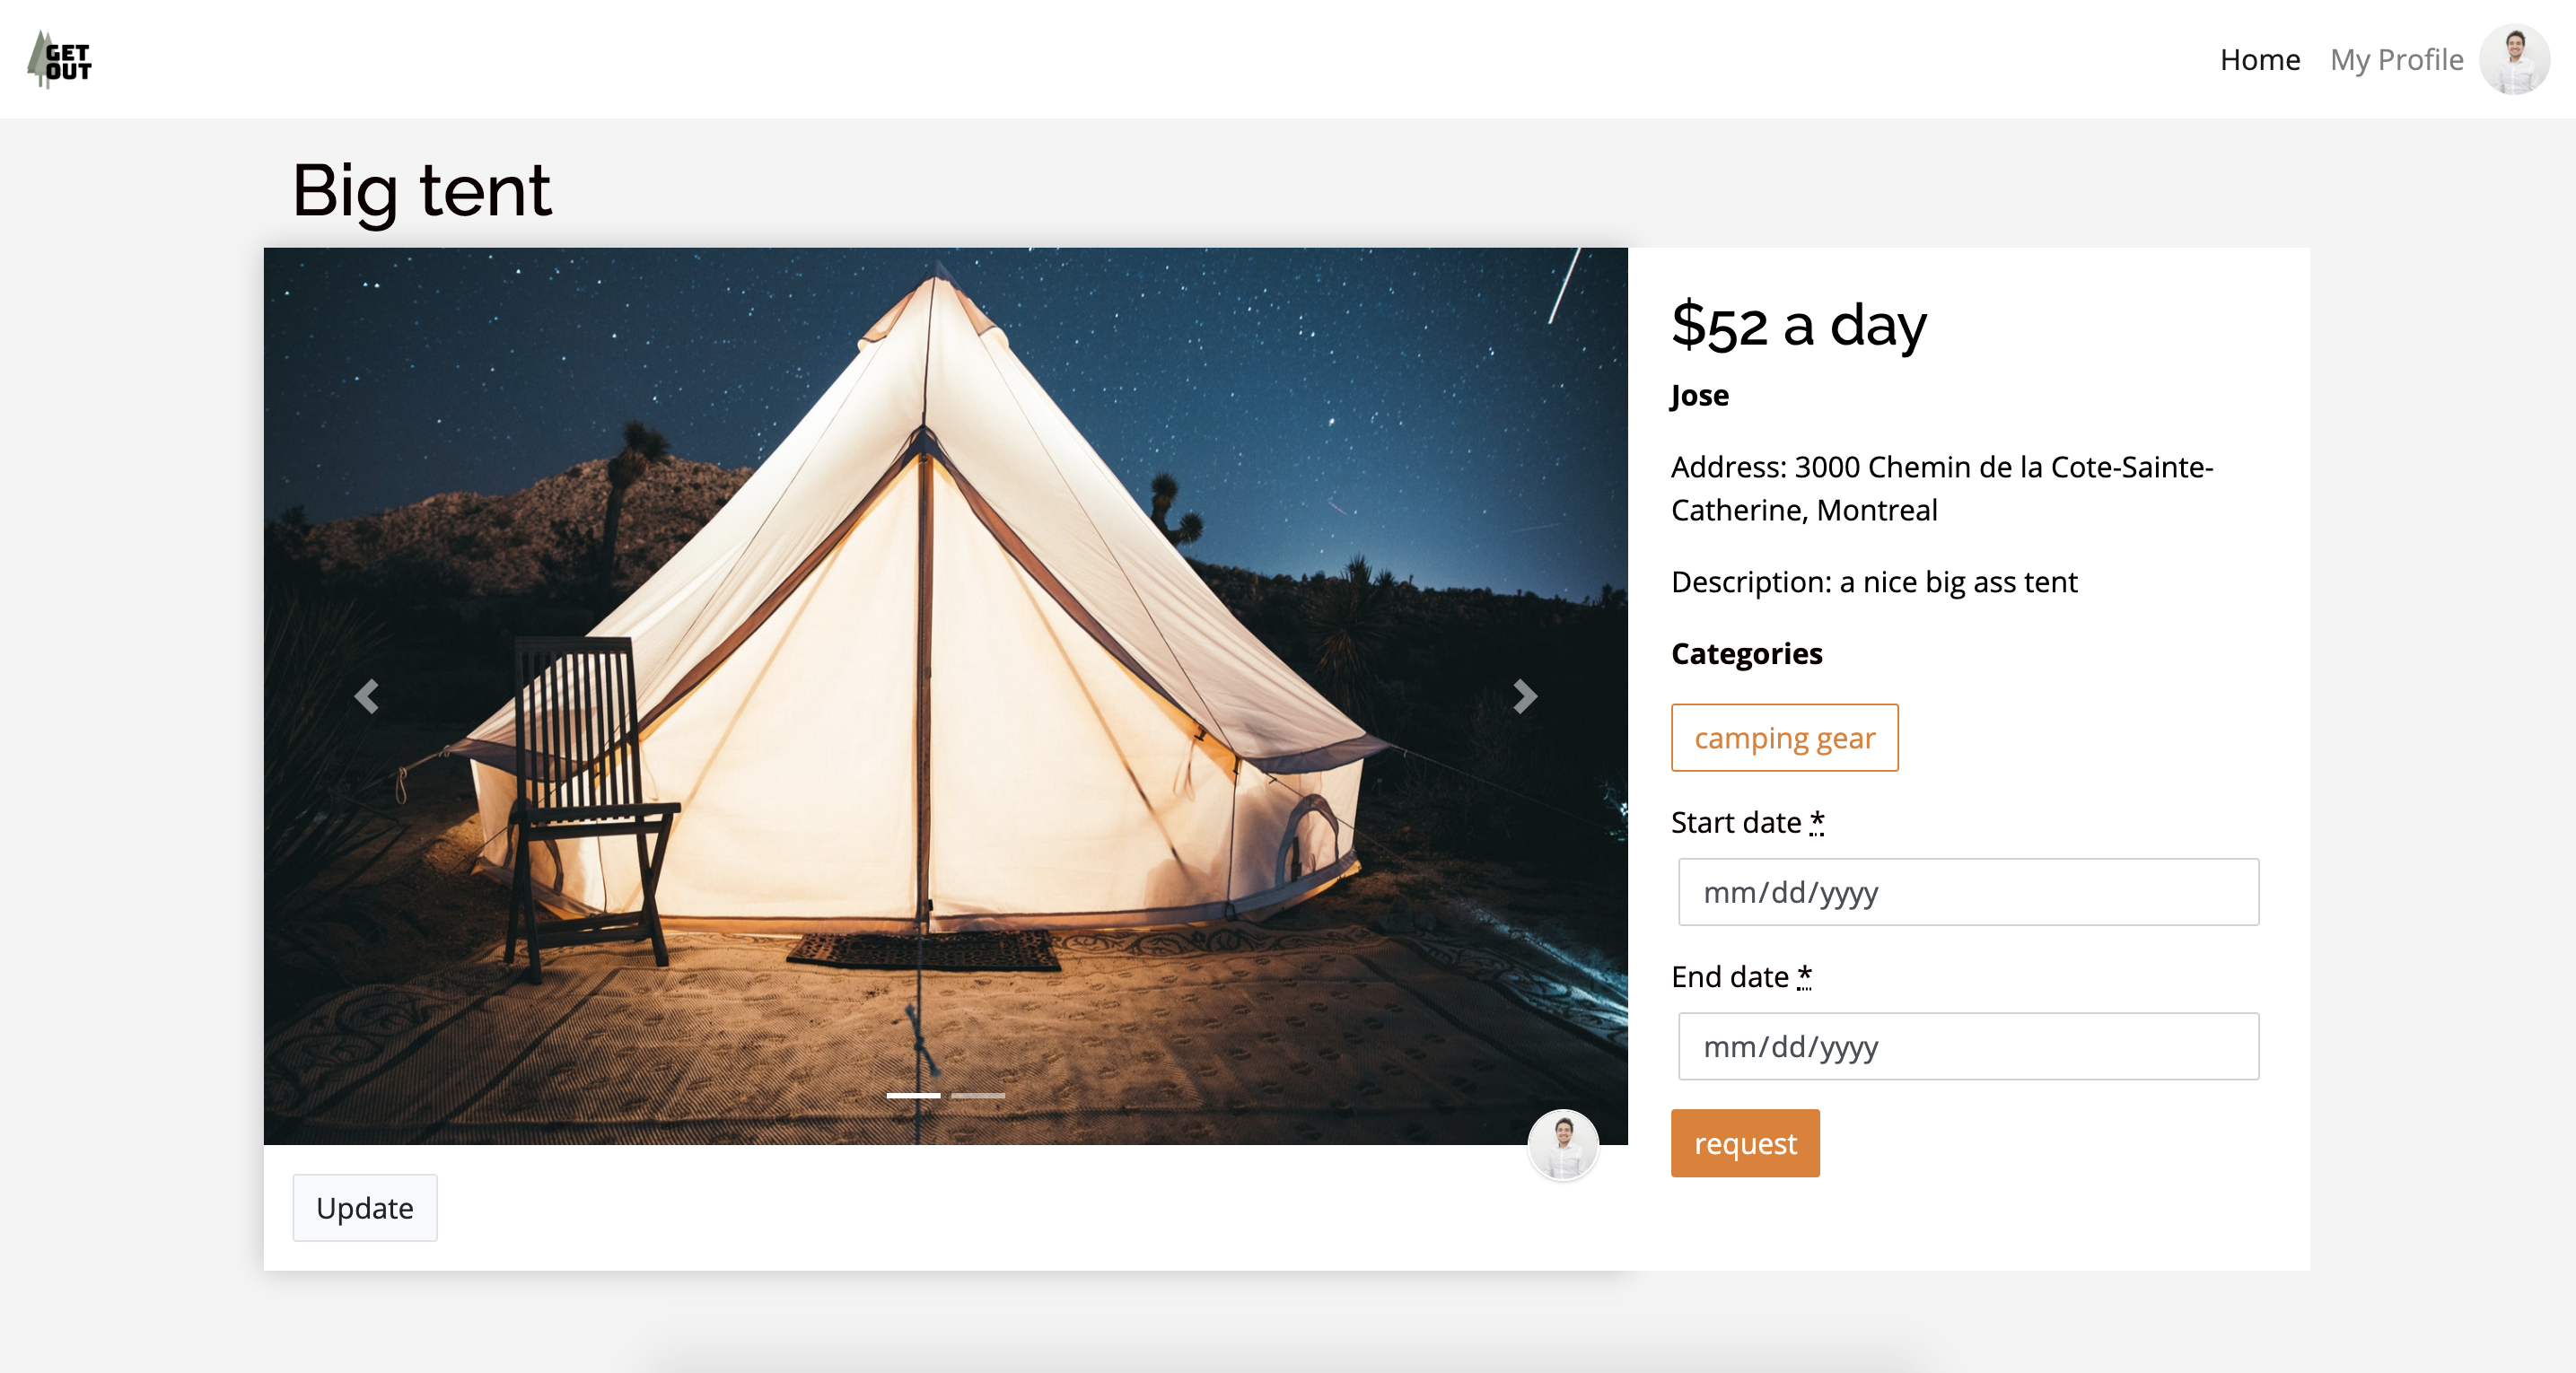 GET
OUT
Home
My Profile
Big tent
$52 a day
Jose
Address: 3000 Chemin de la Cote-Sainte-
Catherine, Montreal
Description: a nice big ass tent
Categories
camping gear
Start date *
mm/dd/yyyy
End date *
mm/dd/yyyy
request
Update